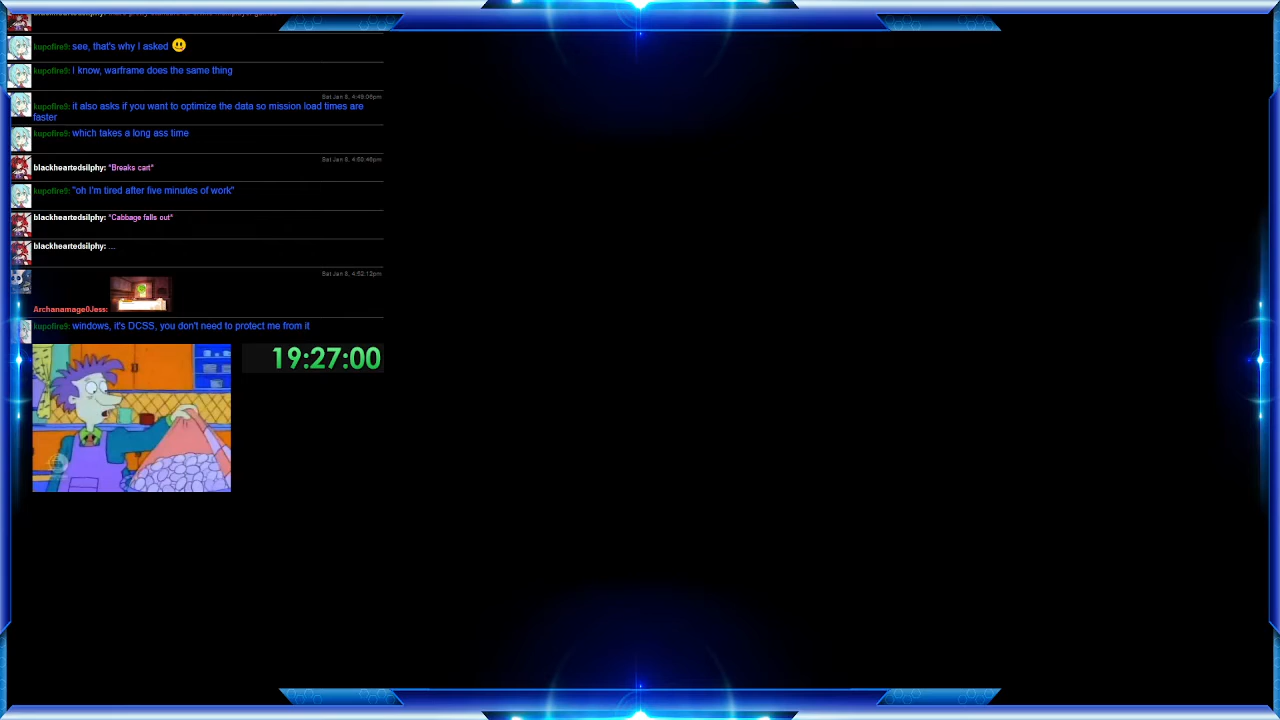 kupofire9: see, that's why I asked
kupofire9: I know, warframe does the same thing
Sat Jan 8, 4:49:06pm
kupofire9: it also asks if you want to optimize the data so mission load times are
faster
kupofire9: which takes a long ass time
Sat Jan 8, 4:50:46pm
blackheartedsilphy: *Breaks cart*
kupofire9: "oh I'm tired after five minutes of work"
blackheartedsilphy: *Cabbage falls out*
blackheartedsilphy: ...
Sat Jan 8, 4:52:12pm
Archanamage0Jess:
kupofire9: windows, it's DCSS, you don't need to protect me from it
19:27:00